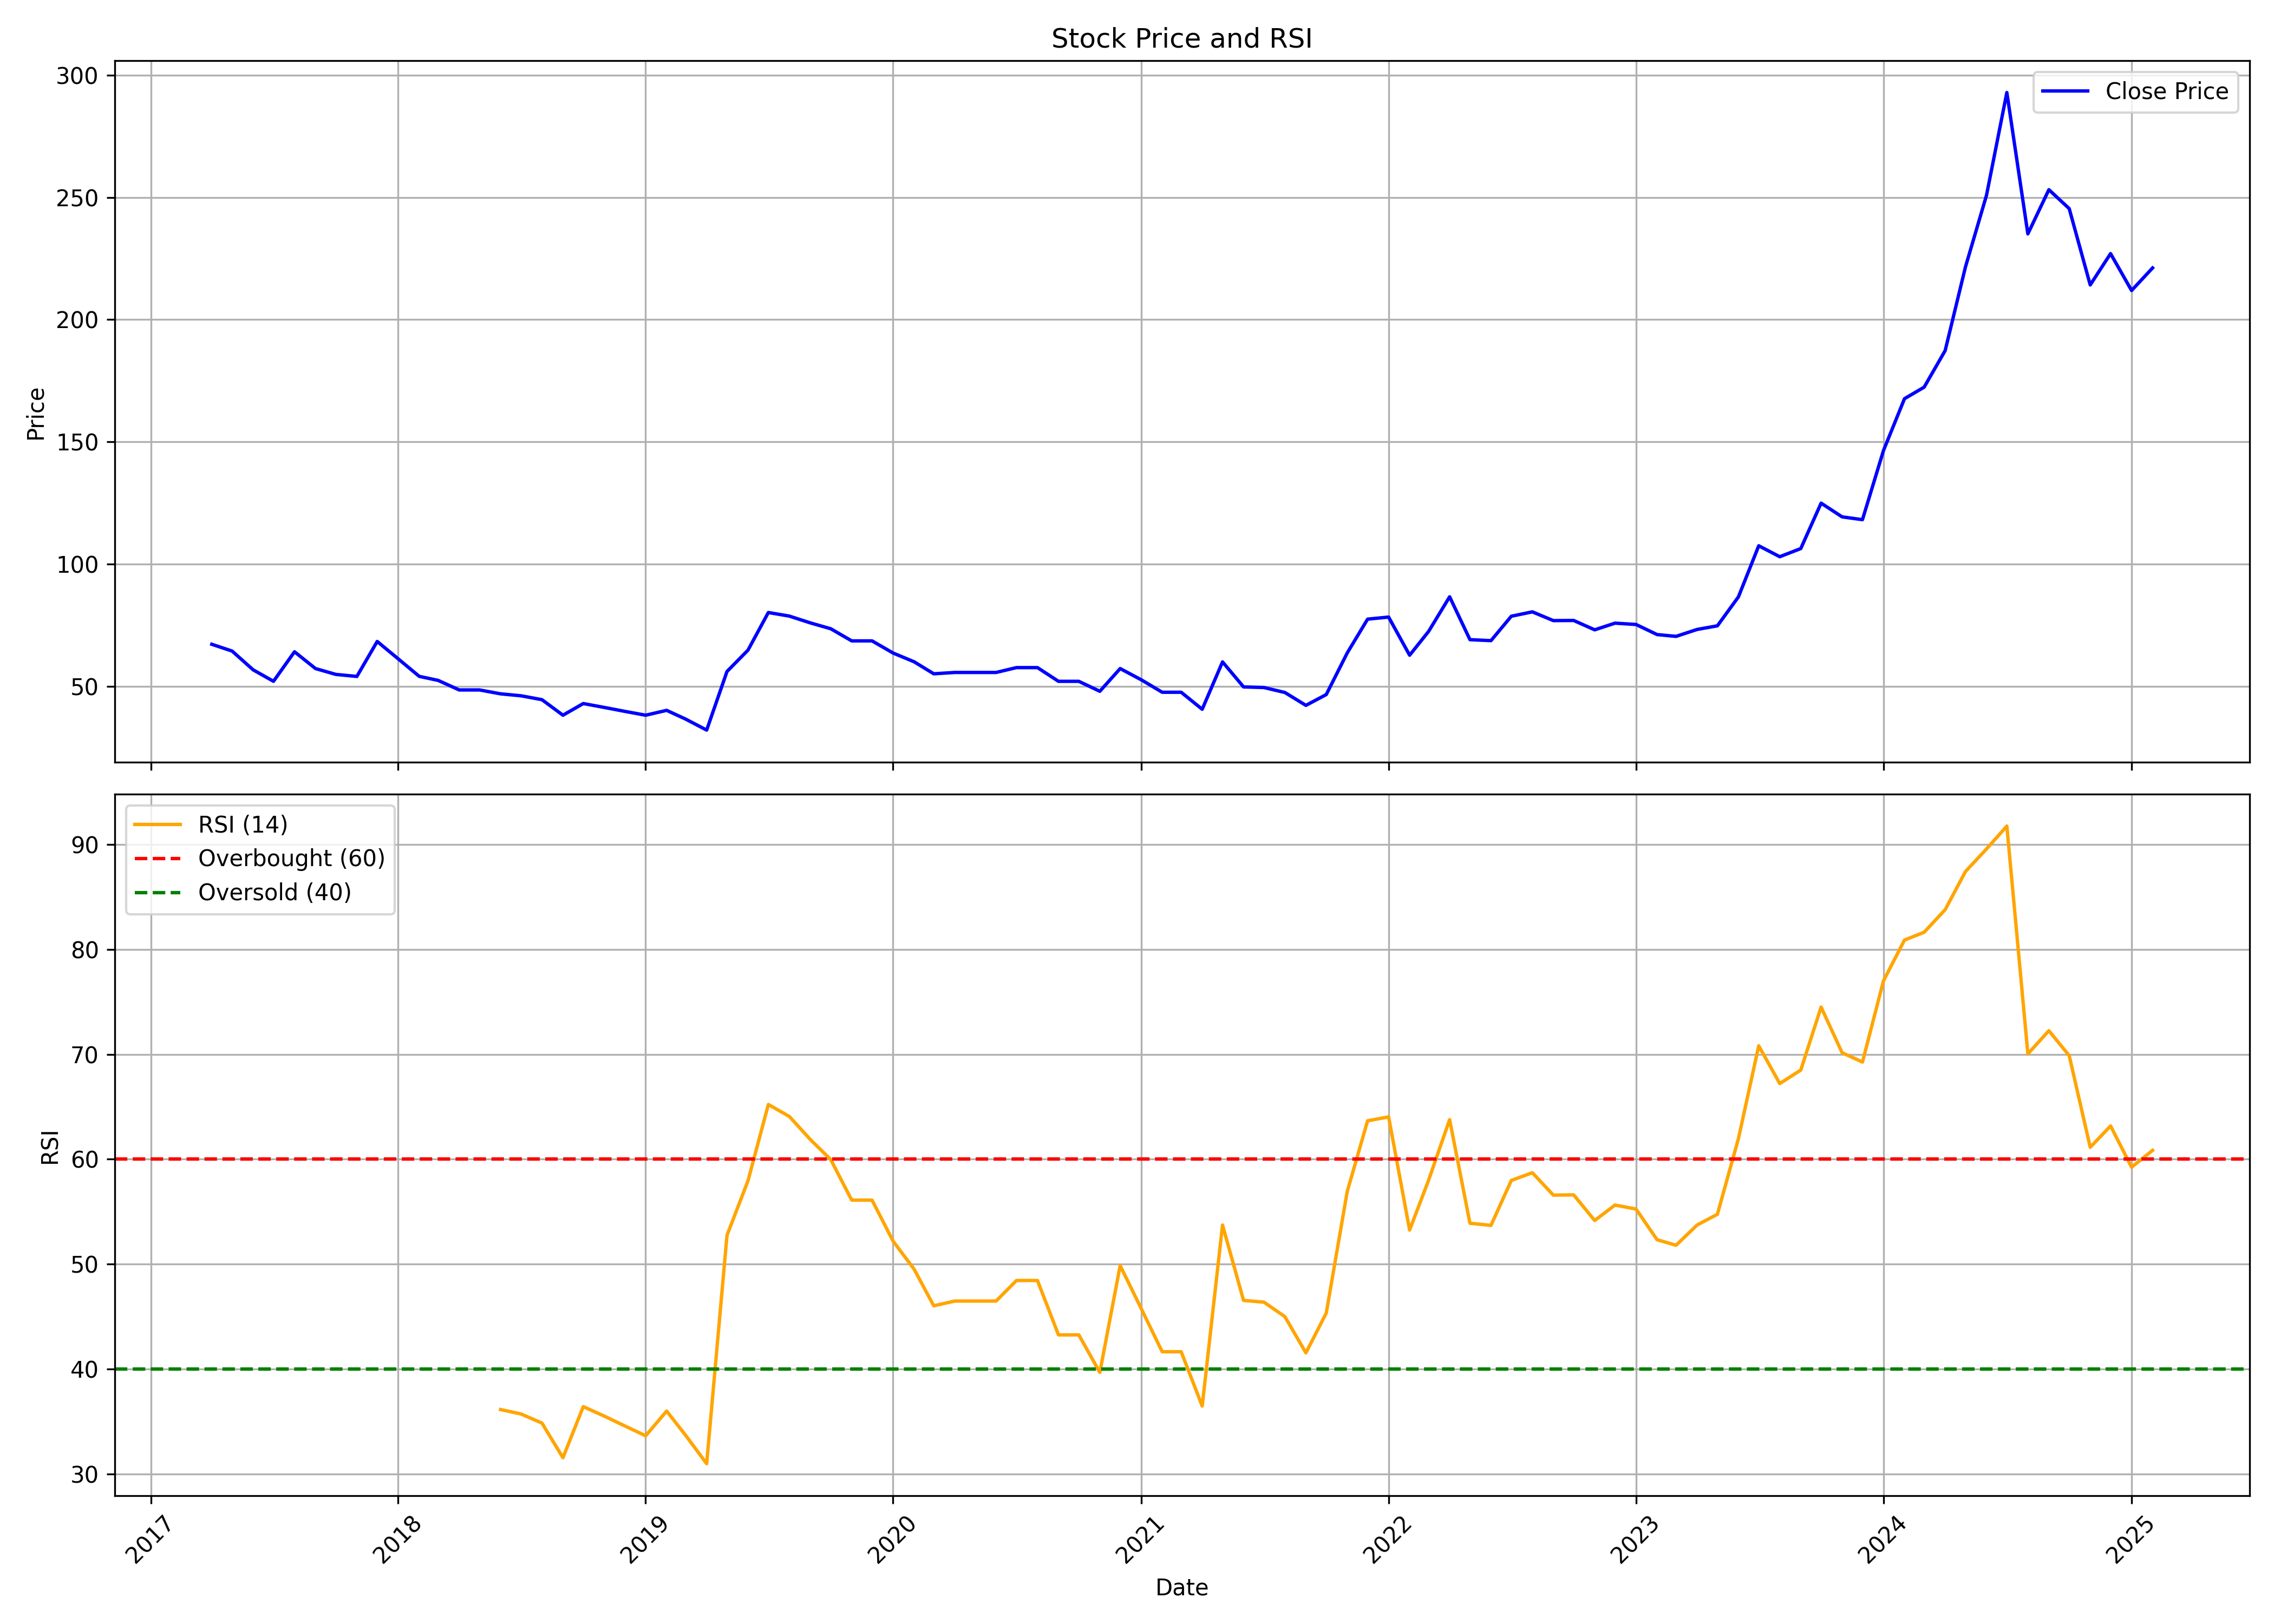 Stock Price and RSI
Close Price
Price
300
250
200
150
100
50
RSI (14)
Overbought (60)
Oversold (40)
RSI
90
80
70
60
50
40
30
2017
2018
2019
2020
2021
2022
2023
2024
2025
Date